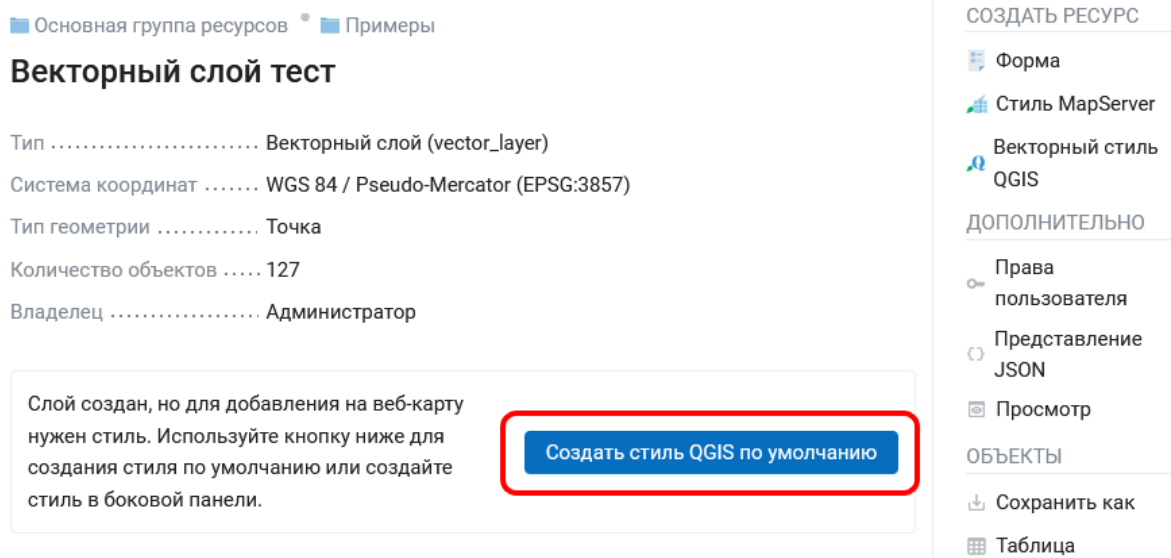 Основная группа ресурсов Примеры
Векторный слой тест
Тип ......................... Векторный слой (vector_layer)
Система координат ....... WGS 84 / Pseudo-Mercator (EPSG:3857)
Тип геометрии ............. Точка
Количество объектов ..... 127
Владелец ................... Администратор
Слой создан, но для добавления на веб-карту
нужен стиль. Используйте кнопку ниже для
создания стиля по умолчанию или создайте
стиль в боковой панели.
Создать стиль QGIS по умолчанию
СОЗДАТЬ РЕСУРС
Форма
Стиль MapServer
Векторный стиль
QGIS
ДОПОЛНИТЕЛЬНО
Права
пользователя
Представление
JSON
Просмотр
ОБЪЕКТЫ
Сохранить как
Таблица